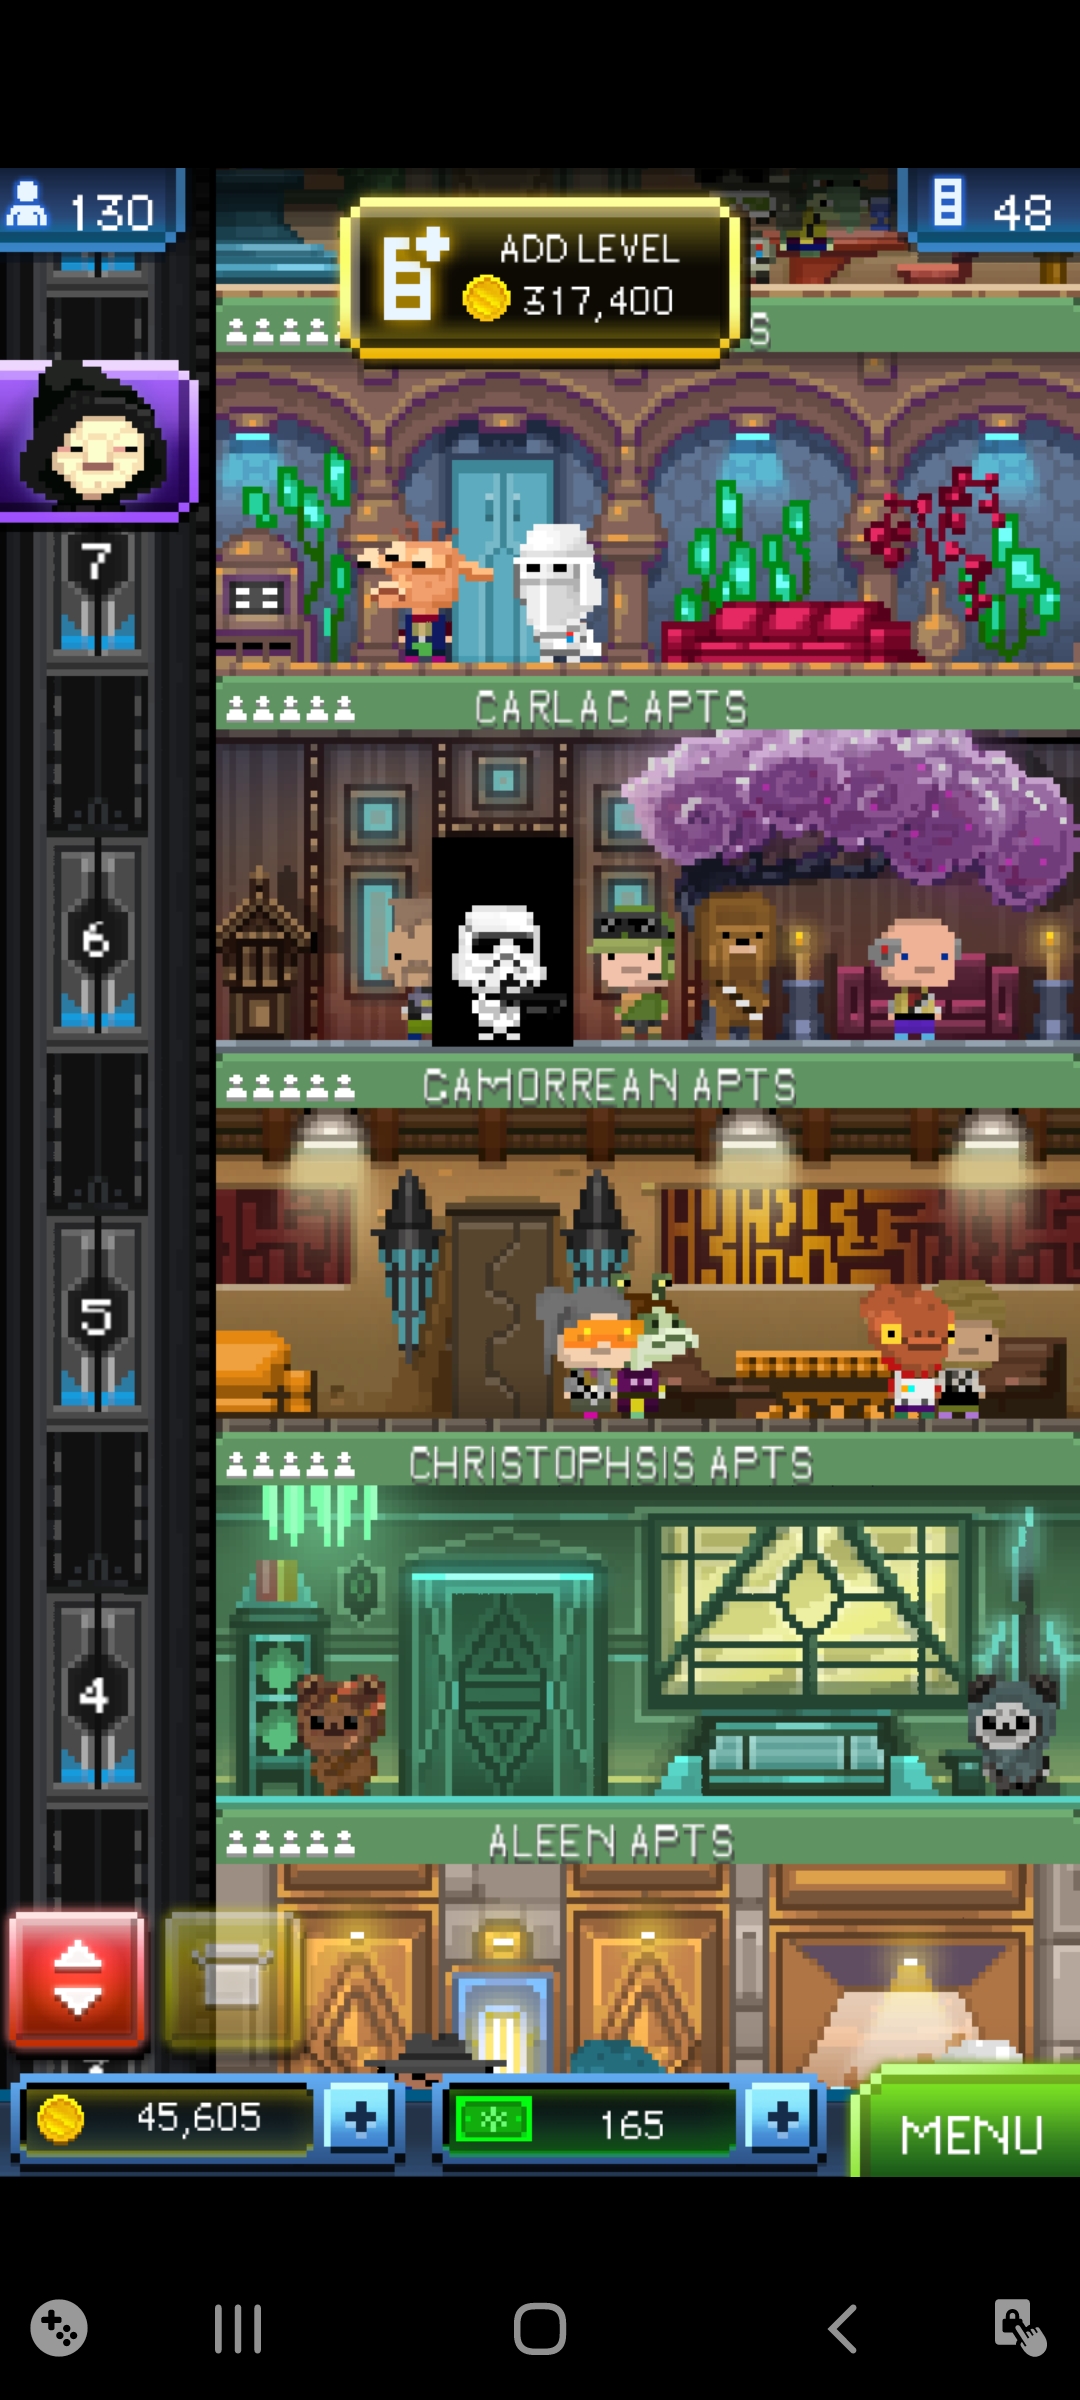 130
48
ADD LEVEL
317,400
S
7
CARLAC APTS
6
CAMORREAN APTS
5
CHRISTOPHSIS APTS
4
ALEEN APTS
45,605
165
MENU